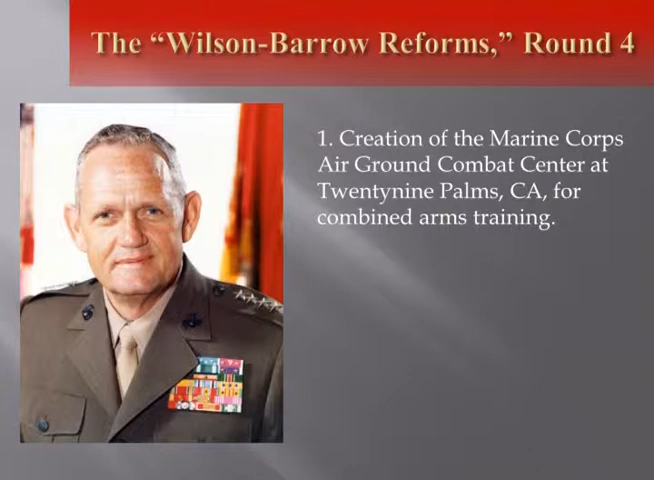 The “Wilson-Barrow Reforms,” Round 4
1. Creation of the Marine Corps
Air Ground Combat Center at
Twentynine Palms, CA, for
combined arms training.